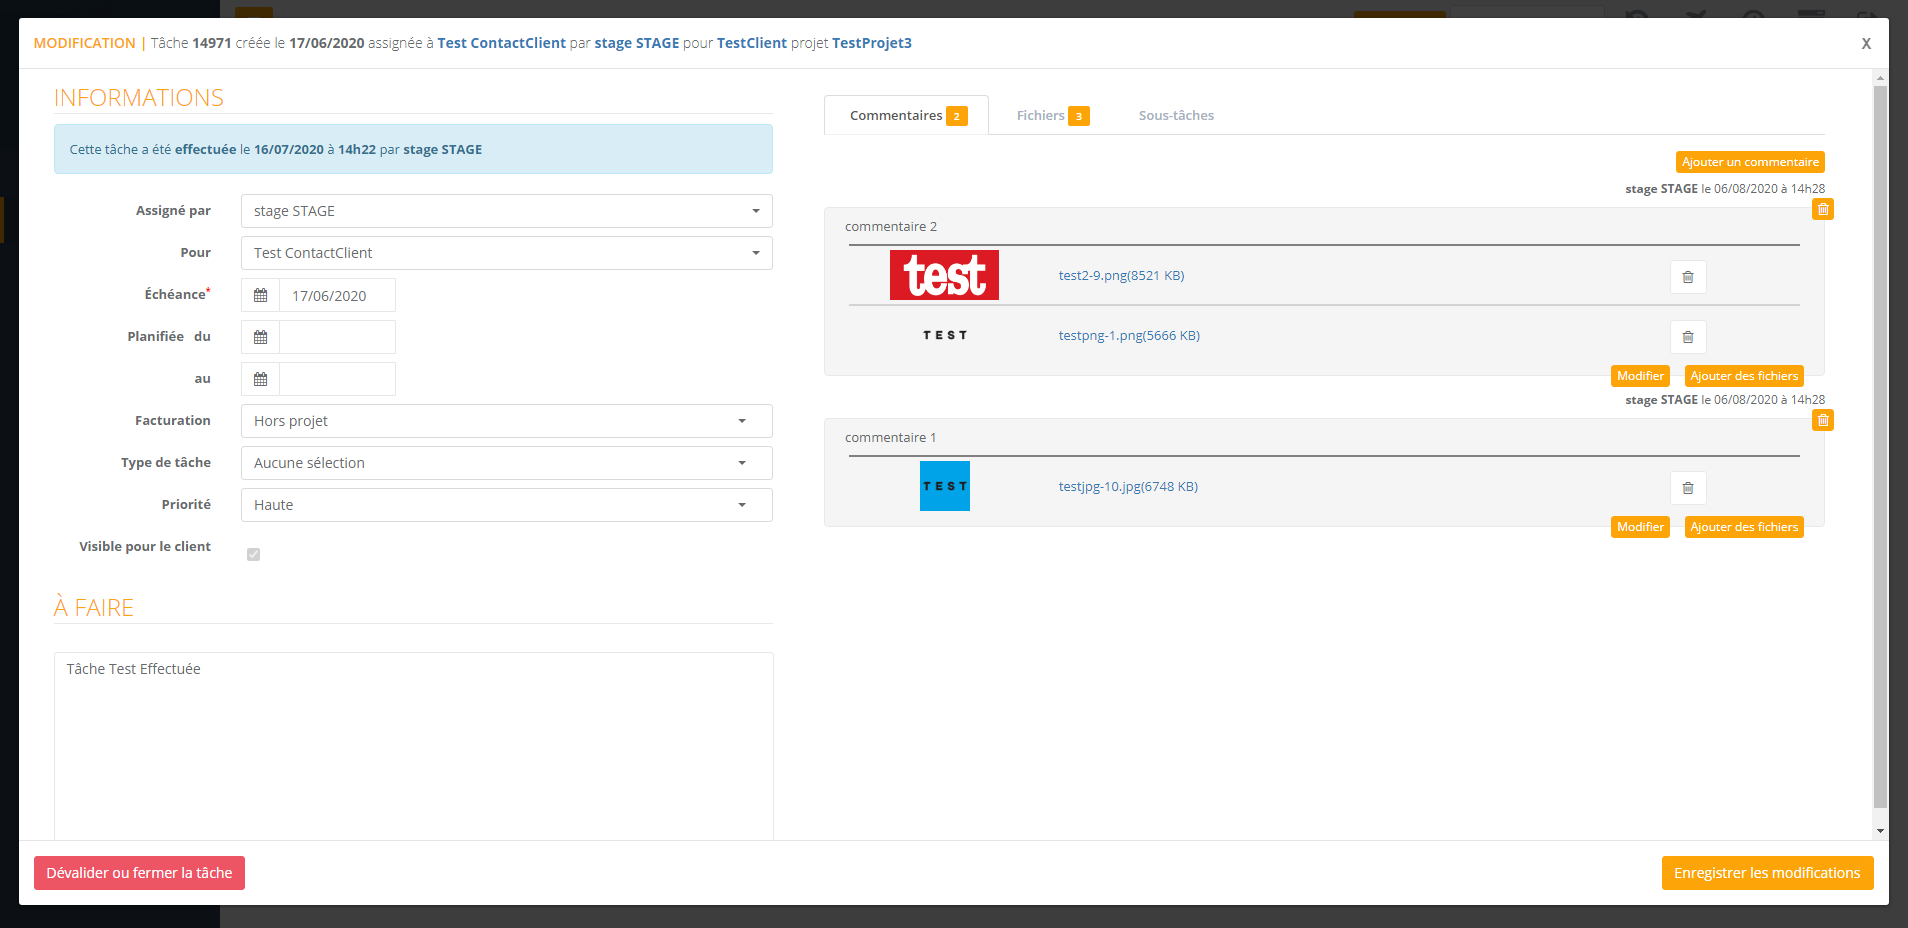 MODIFICATION | Tâche 14971 créée le 17/06/2020 assignée à Test ContactClient par stage STAGE pour TestClient projet TestProjet3
X
INFORMATIONS
Cette tâche a été effectuée le 16/07/2020 à 14h22 par stage STAGE
Assigné par
stage STAGE
Pour
Test ContactClient
Échéance*
17/06/2020
Planifiée du
au
Facturation
Hors projet
Type de tâche
Aucune sélection
Priorité
Haute
Visible pour le client
À FAIRE
Tâche Test Effectuée
Commentaires 2
Fichiers 3
Sous-tâches
Ajouter un commentaire
stage STAGE le 06/08/2020 à 14h28
commentaire 2
test
test2-9.png(8521 KB)
TEST
testpng-1.png(5666 KB)
Modifier
Ajouter des fichiers
stage STAGE le 06/08/2020 à 14h28
commentaire 1
TEST
testjpg-10.jpg(6748 KB)
Modifier
Ajouter des fichiers
Dévalider ou fermer la tâche
Enregistrer les modifications